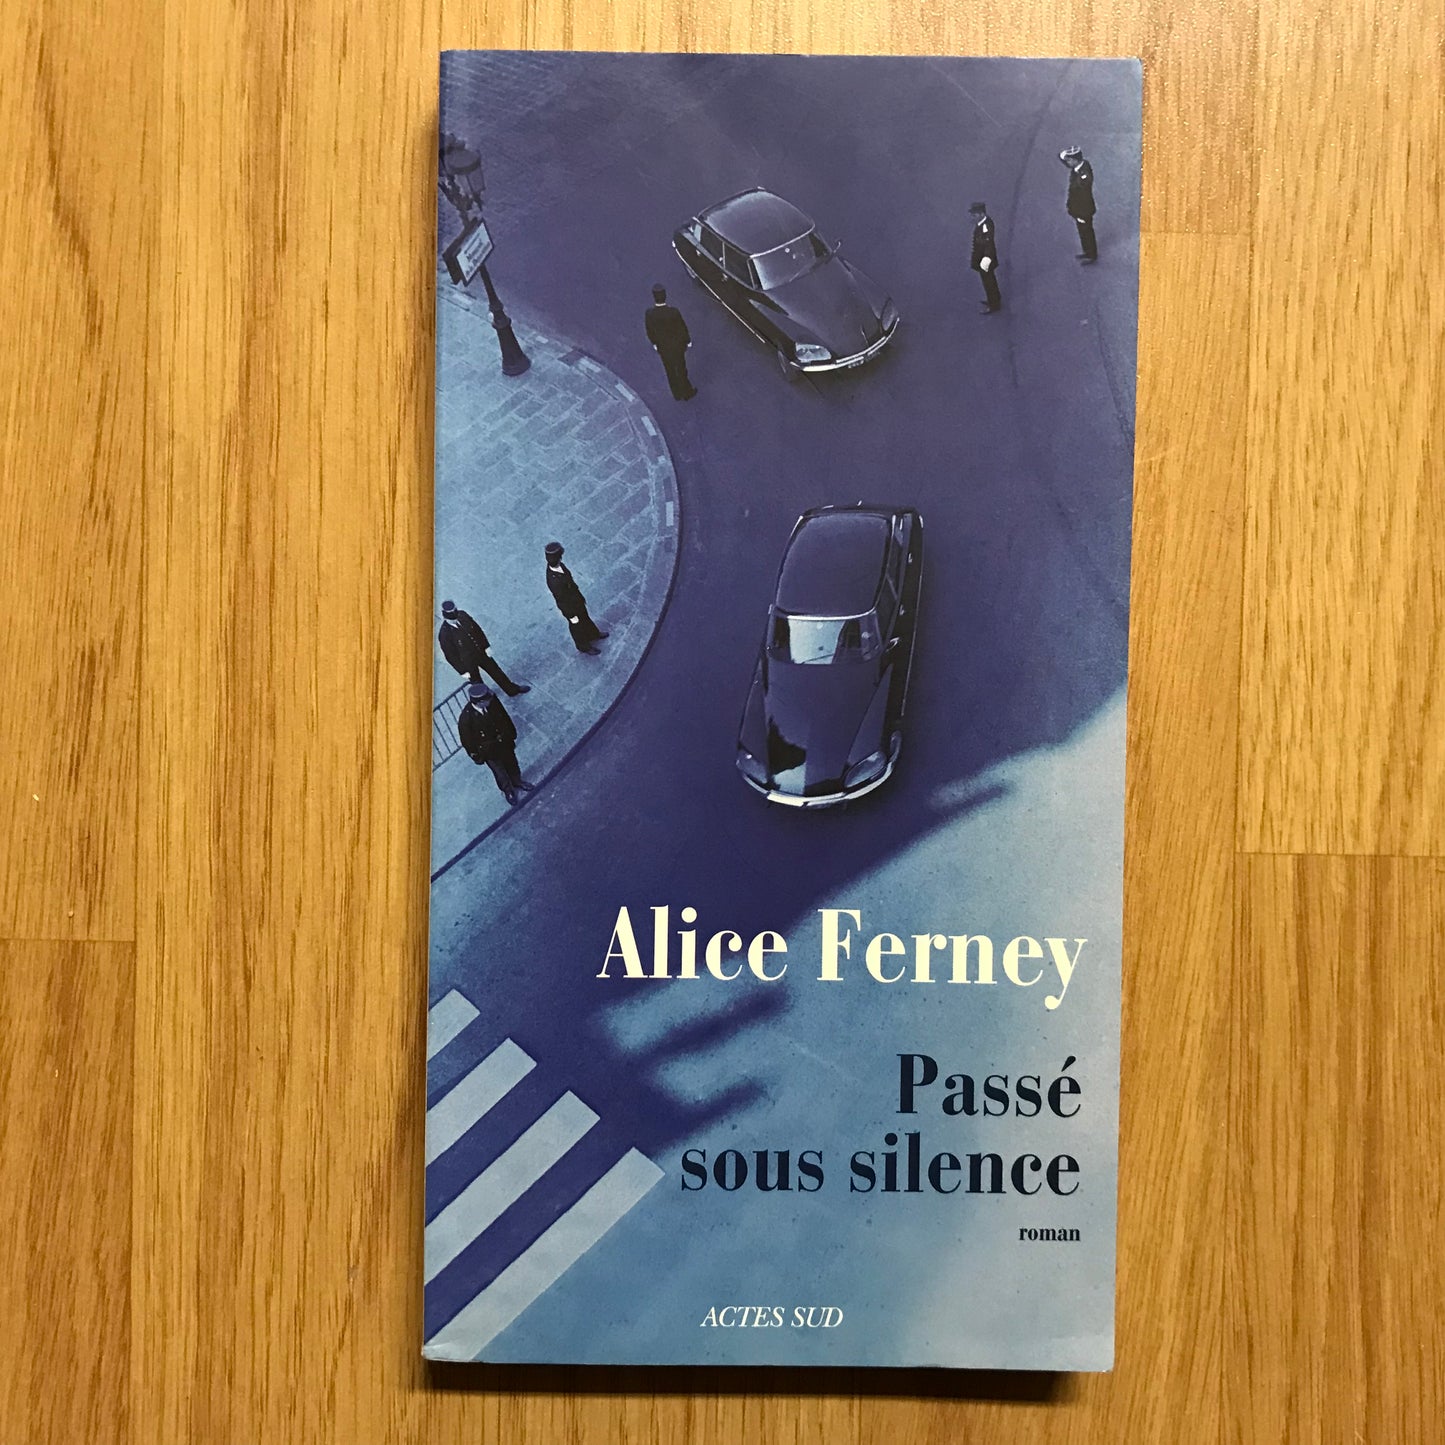 Alice Ferney
Passé
sous silence
roman
ACTES SUD